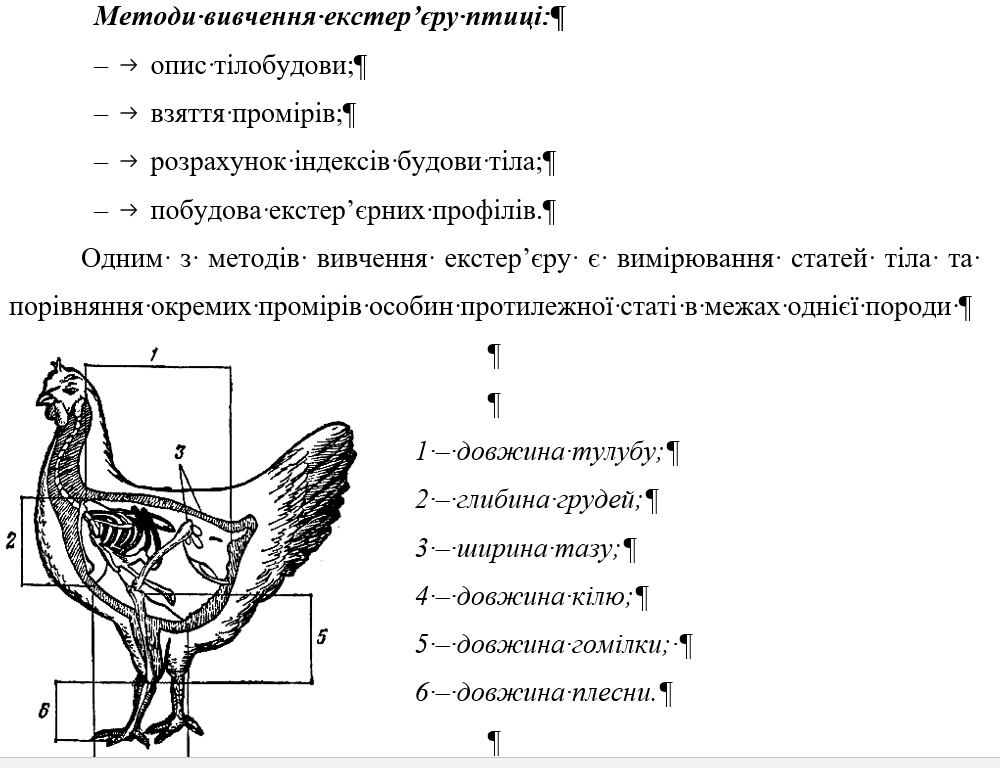 Методи·вивчення·екстер’єру·птиці:¶
– → опис·тілобудови;¶
– → взяття·промірів;¶
– → розрахунок·індексів·будови·тіла;¶
– → побудова·екстер’єрних·профілів.¶
Одним· з· методів· вивчення· екстер’єру· є· вимірювання· статей· тіла· та·
порівняння·окремих·промірів·особин·протилежної·статі·в·межах·однієї·породи·¶
¶
¶
1
3
2
5
6
1·–·довжина·тулубу;¶
2·–·глибина·грудей;¶
3·–·ширина·тазу;¶
4·–·довжина·кілю;¶
5·–·довжина·гомілки;·¶
6·–·довжина·плесни.¶
¶